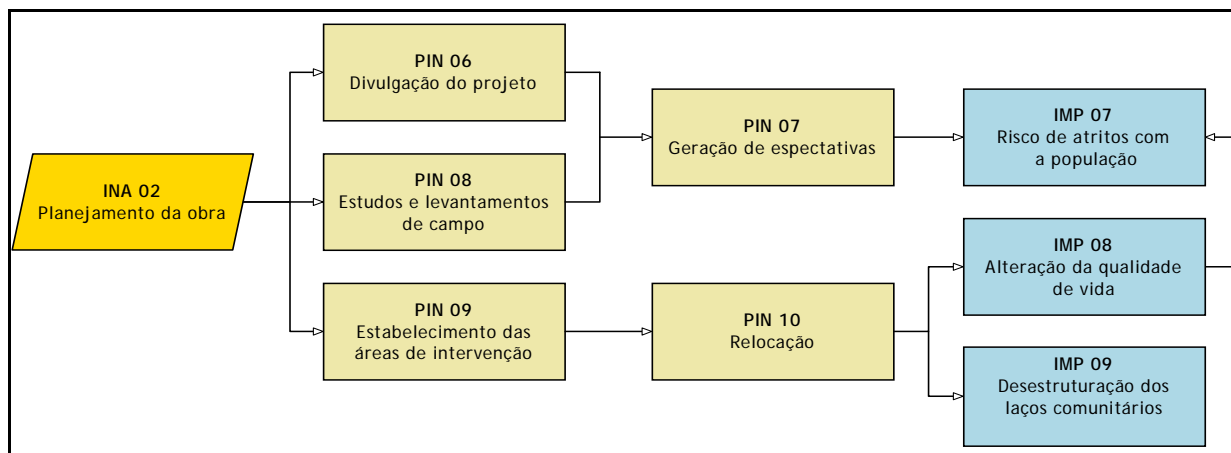 INA 02
Planejamento da obra
PIN 06
Divulgação do projeto
PIN 08
Estudos e levantamentos
de campo
PIN 09
Estabelecimento das
áreas de intervenção
PIN 07
Geração de espectativas
PIN 10
Relocação
IMP 07
Risco de atritos com
a população
IMP 08
Alteração da qualidade
de vida
IMP 09
Desestruturação dos
laços comunitários